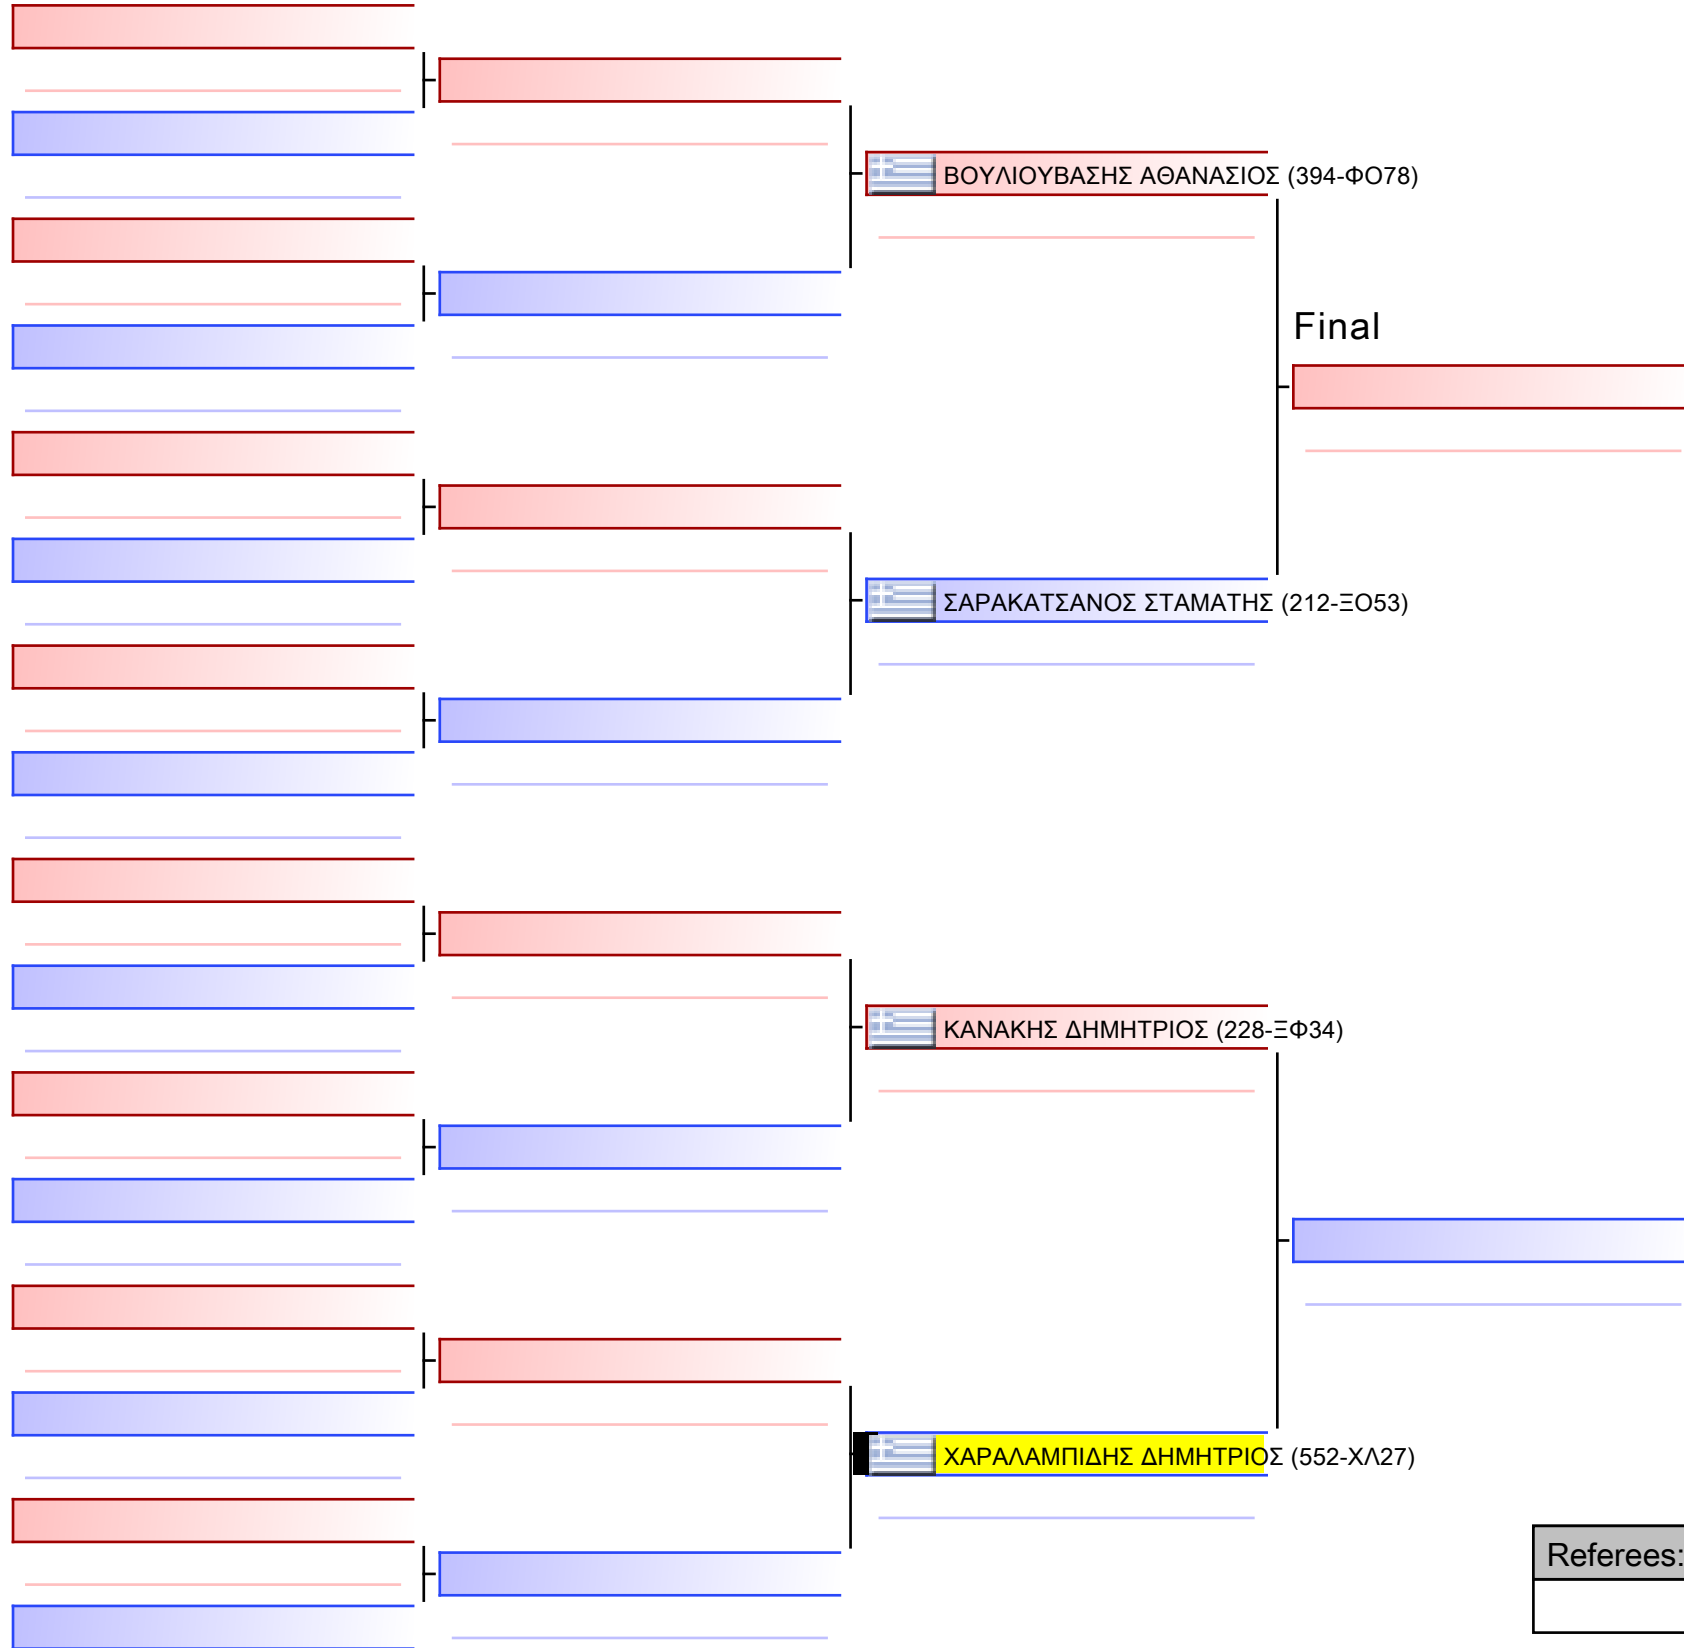 ΒΟΥΛΙΟΥΒΑΣΗΣ ΑΘΑΝΑΣΙΟΣ (394-ΦΟ78)
Final
ΣΑΡΑΚΑΤΣΑΝΟΣ ΣΤΑΜΑΤΗΣ (212-ΞΟ53)
ΚΑΝΑΚΗΣ ΔΗΜΗΤΡΙΟΣ (228-ΞΦ34)
ΧΑΡΑΛΑΜΠΙΔΗΣ ΔΗΜΗΤΡΙΟΣ (552-ΧΛ27)
Referees: